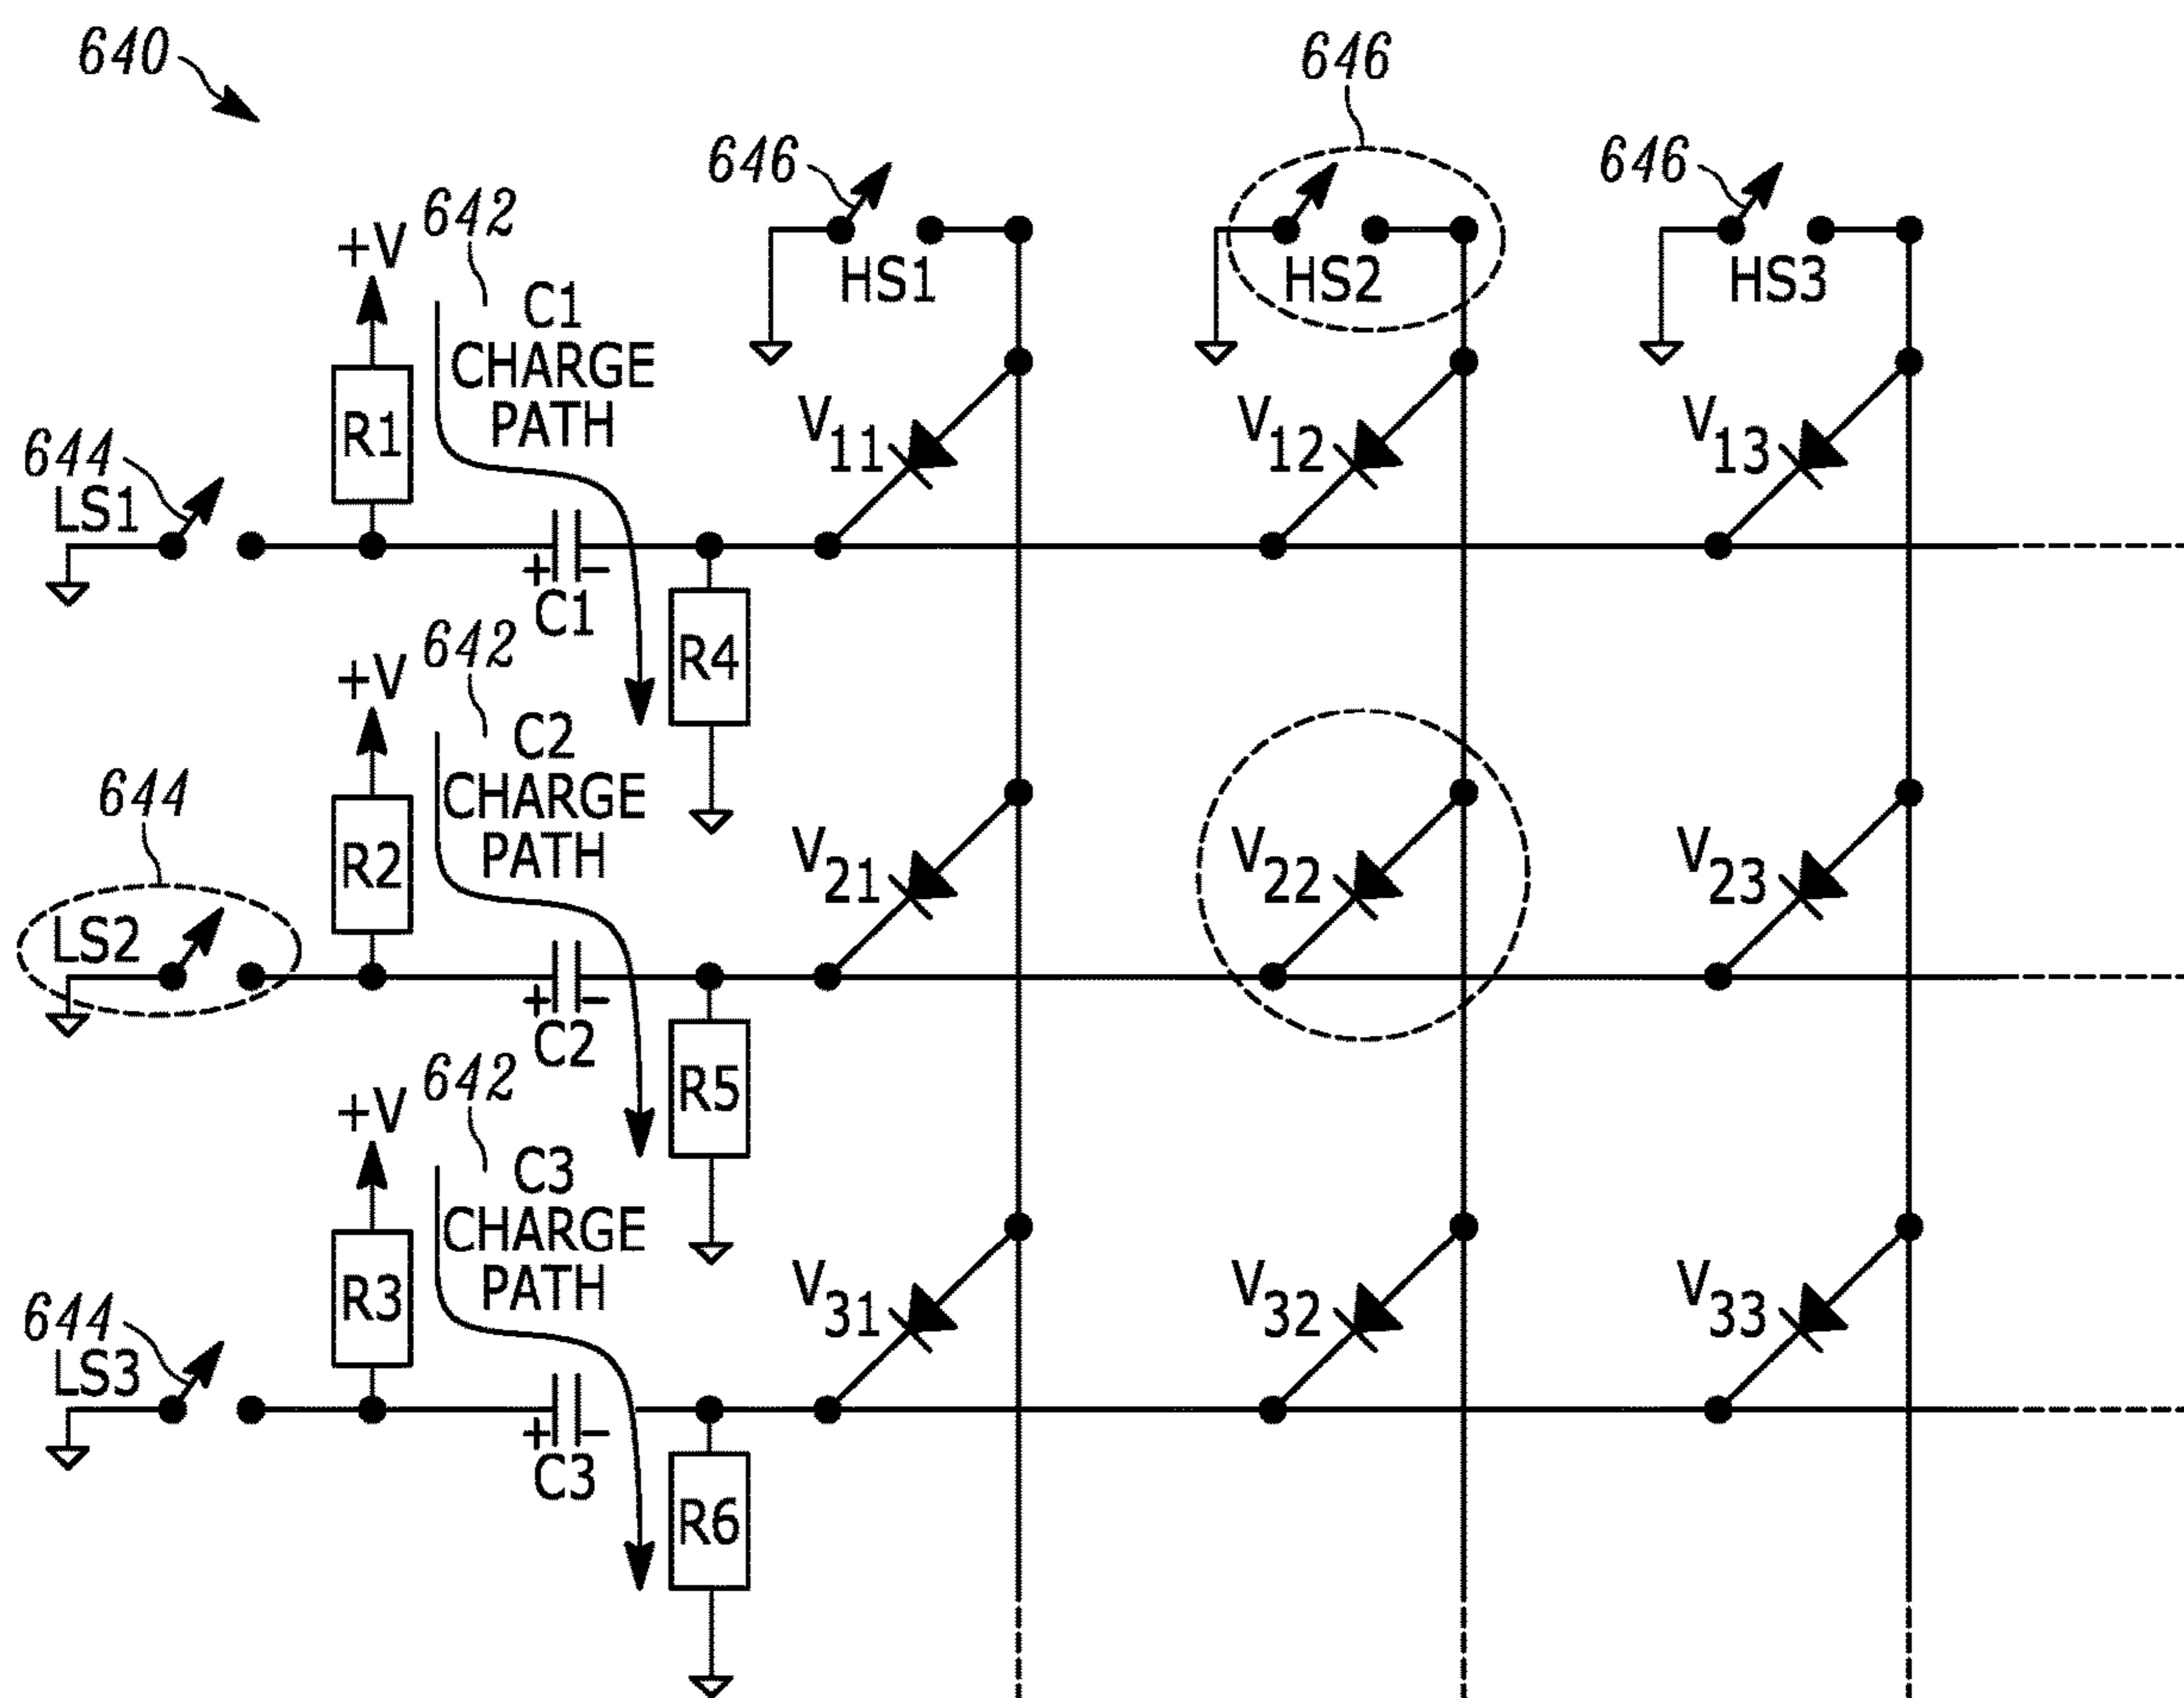 640
646
646
646
642
+V
C1
CHARGE
PATH
HS1
HS2
HS3
R1
V11
V12
V13
644
LS1
+ -
C1
R4
642
+V
C2
CHARGE
PATH
644
R2
V21
V22
V23
LS2
+ -
C2
R5
642
+V
C3
CHARGE
PATH
R3
V31
V32
V33
644
LS3
+ -
C3
R6